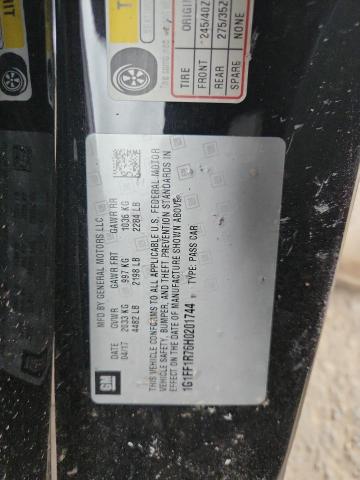 TIRE
FRONT
REAR
SPARE
ORIGIN
245/40Z
275/35Z
NONE
GM
MFD BY GENERAL MOTORS LLC
04/17
GVWR
2033 KG
4482 LB
GAWR FRT
997 KG
2198 LB
GAWR RR
1036 KG
2284 LB
THIS VEHICLE CONFORMS TO ALL APPLICABLE U.S. FEDERAL MOTOR
VEHICLE SAFETY, BUMPER, AND THEFT PREVENTION STANDARDS IN
EFFECT ON THE DATE OF MANUFACTURE SHOWN ABOVE.
1G1FF1R76H0201744
TYPE: PASS CAR